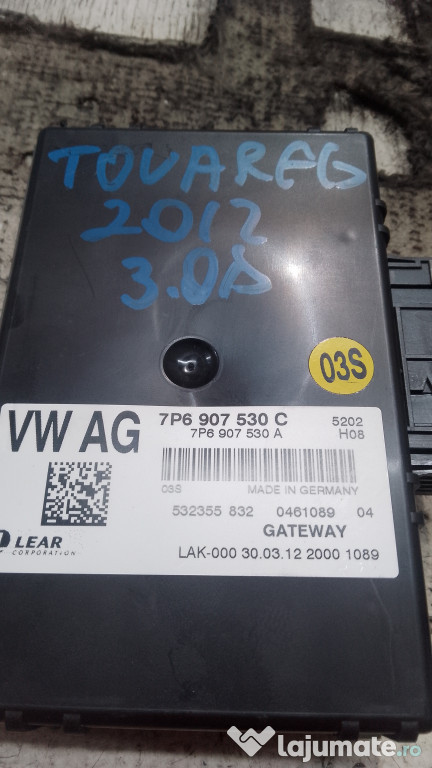 TOUAREG
2012
3.0D
03S
VW AG
7P6 907 530 C
5202
7P6 907 530 A
H08
03S MADE IN GERMANY
532355 832 0461089 04
GATEWAY
LEAR
CORPORATION
LAK-000 30.03.12 2000 1089
lajumate.ro